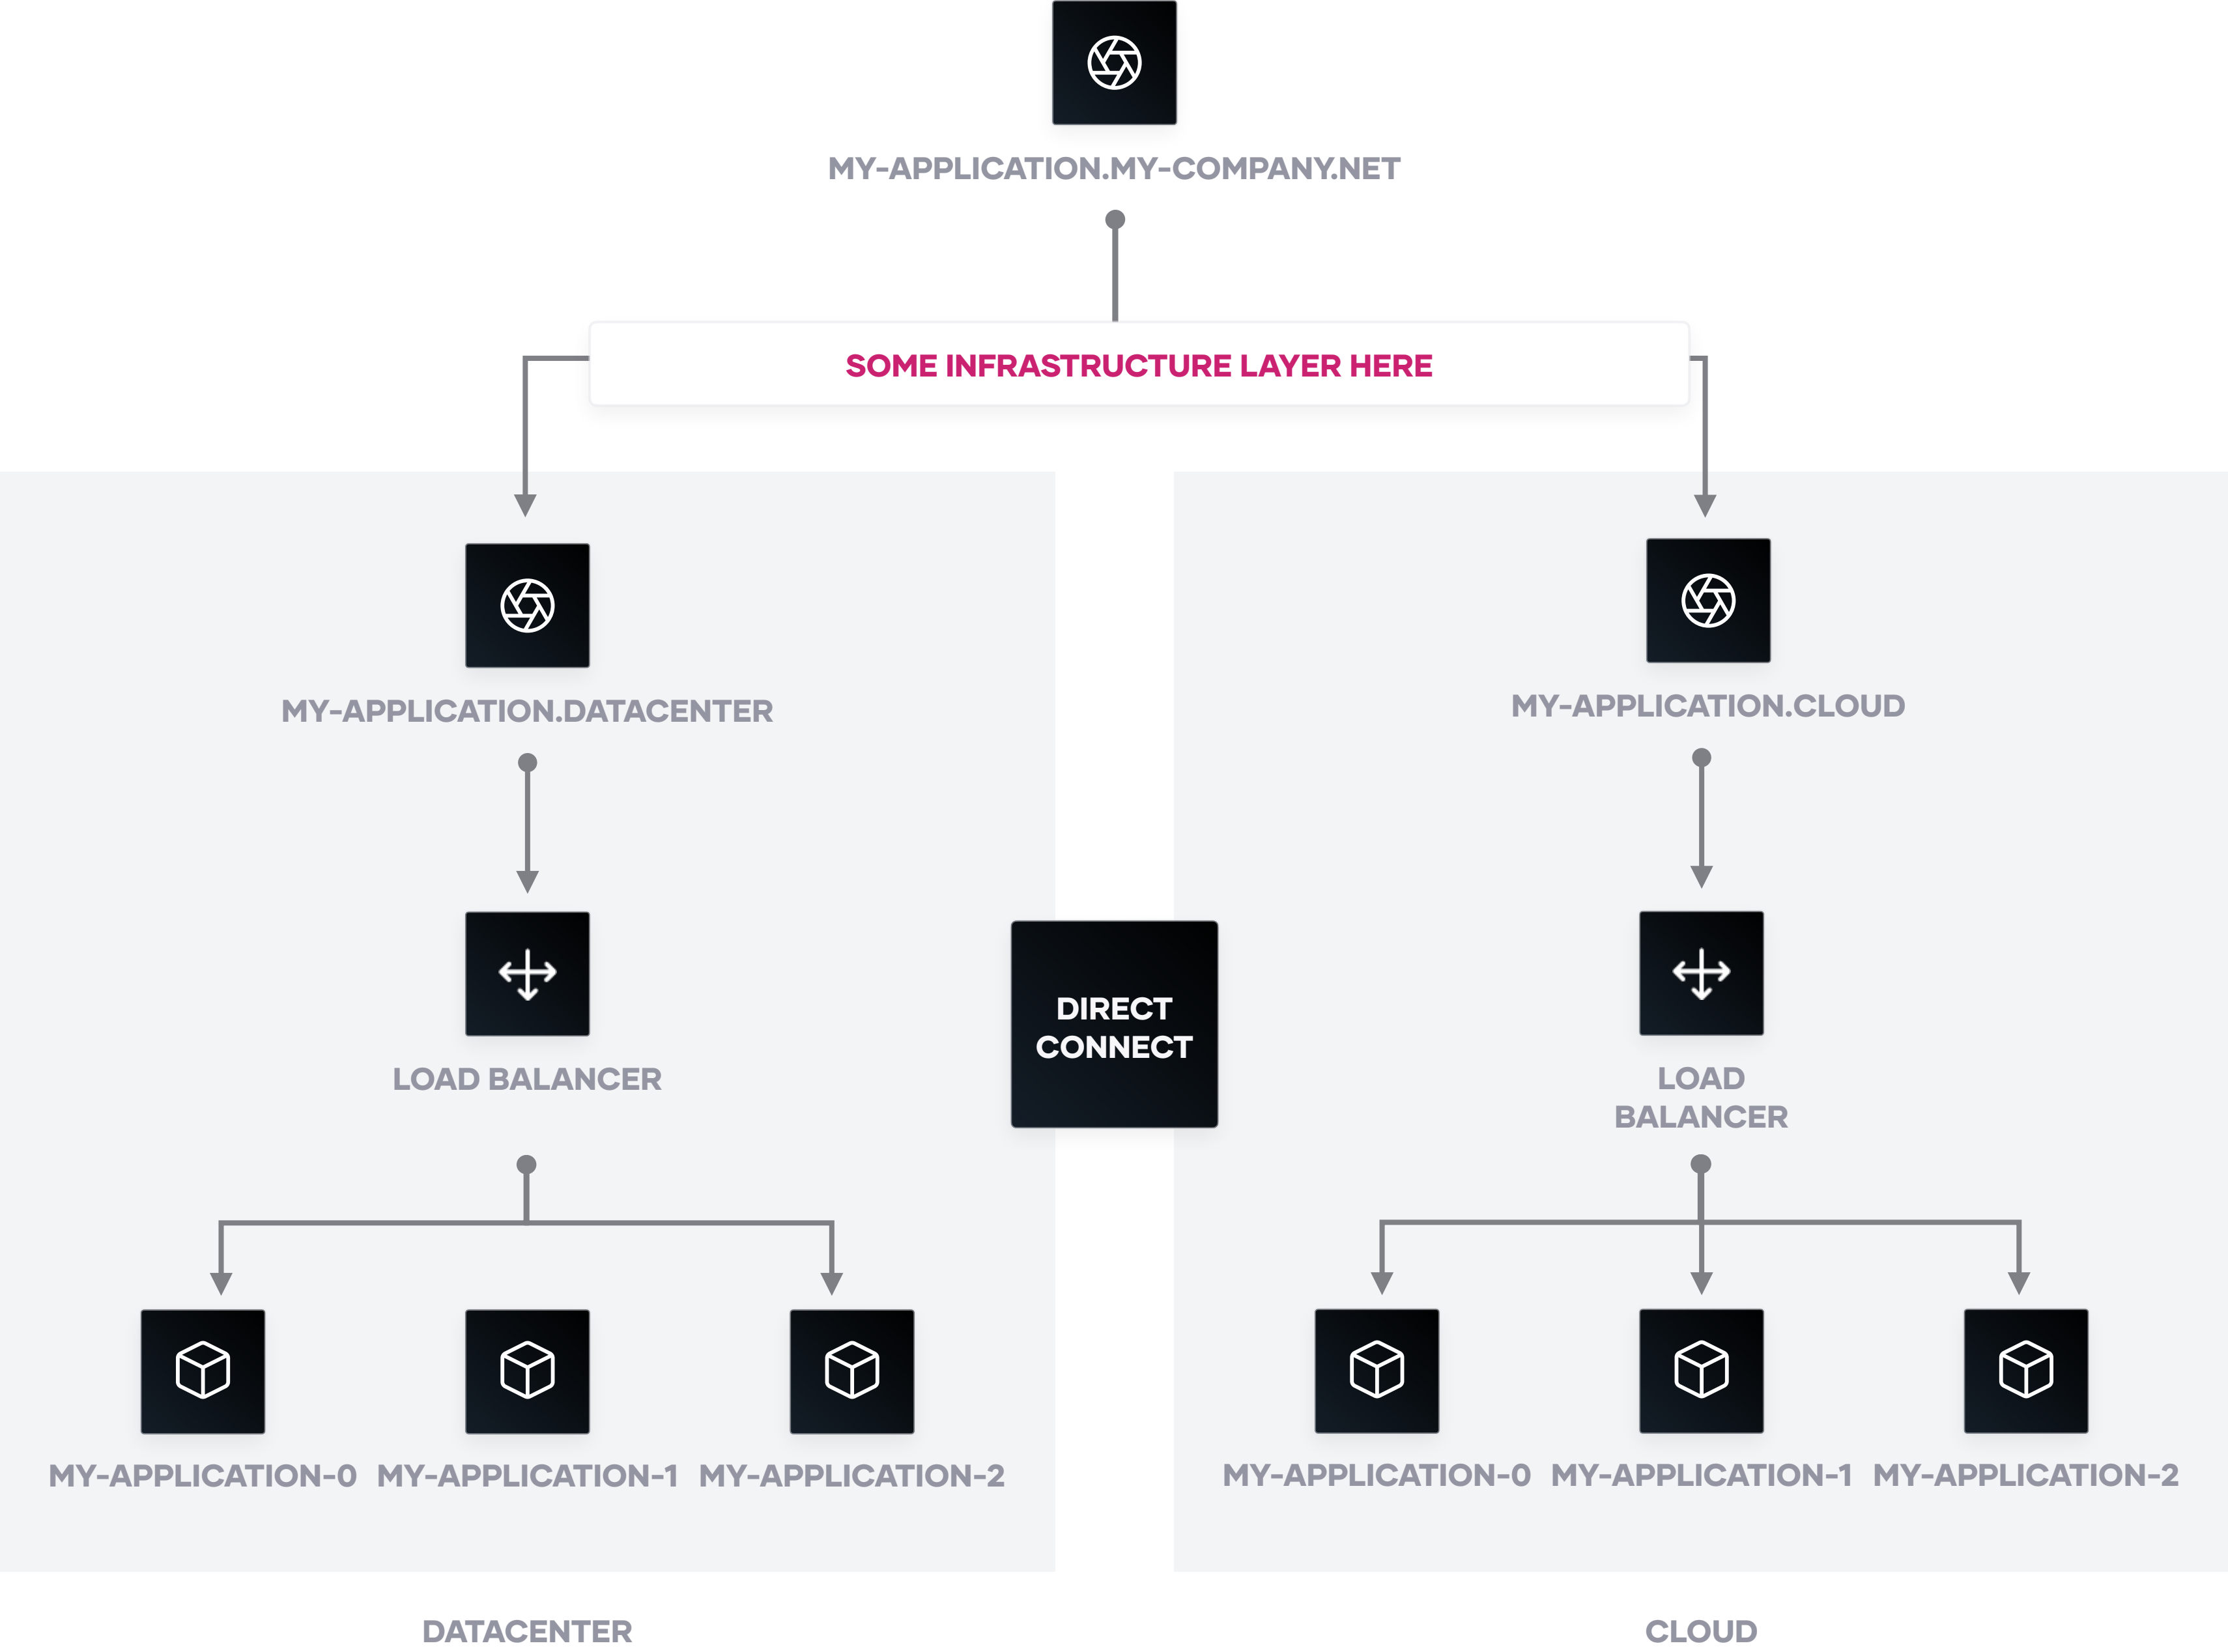 MY-APPLICATION.MY-COMPANY.NET
SOME INFRASTRUCTURE LAYER HERE
MY-APPLICATION.DATACENTER
MY-APPLICATION.CLOUD
DIRECT
CONNECT
LOAD BALANCER
LOAD
BALANCER
MY-APPLICATION-0
MY-APPLICATION-1
MY-APPLICATION-2
MY-APPLICATION-0
MY-APPLICATION-1
MY-APPLICATION-2
DATACENTER
CLOUD